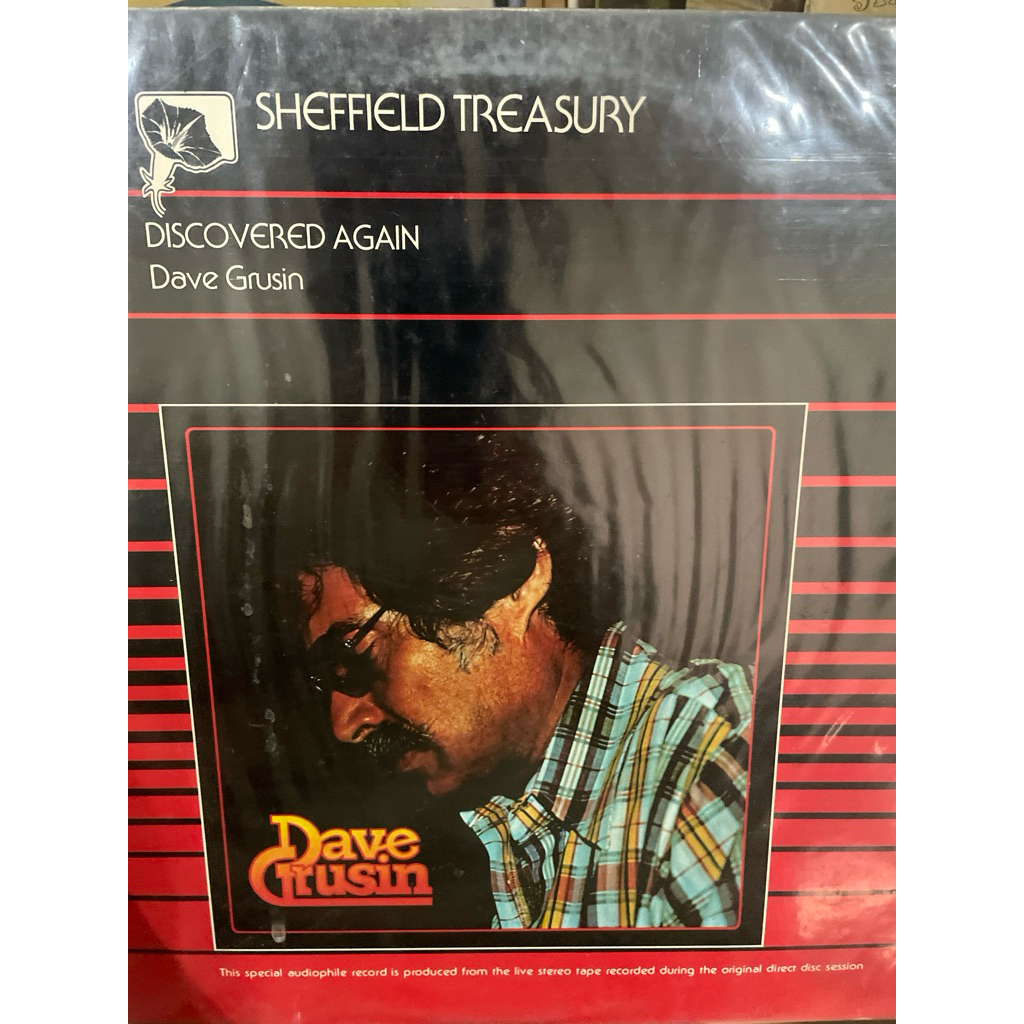 SHEFFIELD TREASURY
DISCOVERED AGAIN
Dave Grusin
Dave
Grusin
This special audiophile record is produced from the live stereo tape recorded during the original direct disc session